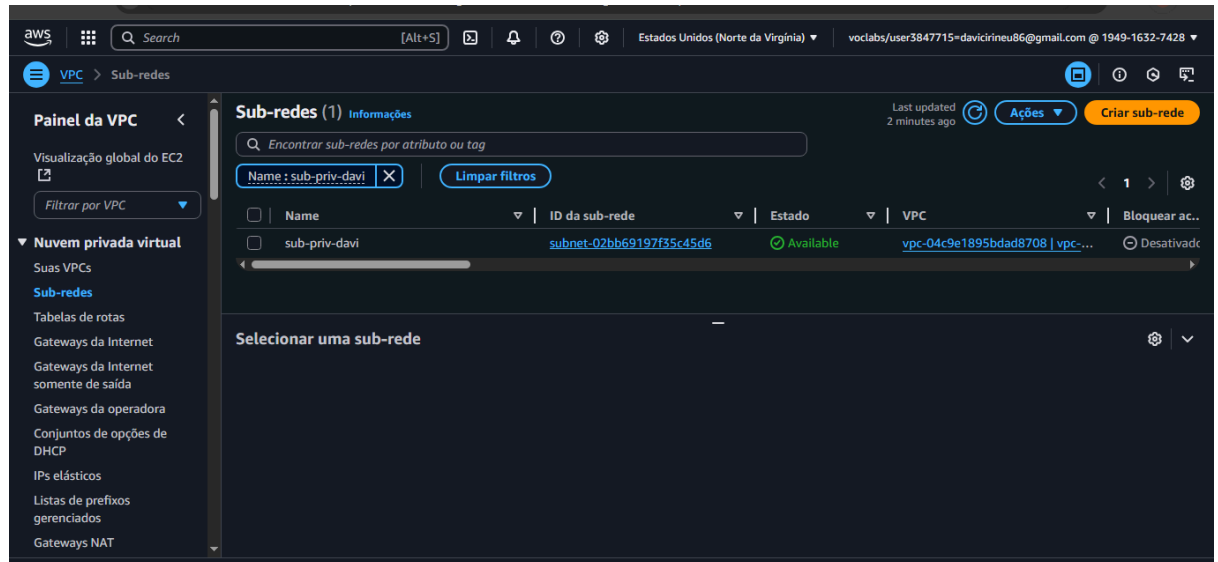 aws
Search [Alt+S]
Estados Unidos (Norte da Virgínia)
voclabs/user3847715=davicirineu86@gmail.com @ 1949-1632-7428
VPC > Sub-redes
Painel da VPC
Visualização global do EC2
Filtrar por VPC
Nuvem privada virtual
Suas VPCs
Sub-redes
Tabelas de rotas
Gateways da Internet
Gateways da Internet
somente de saída
Gateways da operadora
Conjuntos de opções de
DHCP
IPs elásticos
Listas de prefixos
gerenciados
Gateways NAT
Sub-redes (1) Informações
Last updated
2 minutes ago
Ações
Criar sub-rede
Encontrar sub-redes por atributo ou tag
Name : sub-priv-davi
Limpar filtros
1
Name ID da sub-rede Estado VPC Bloquear ac...
sub-priv-davi subnet-02bb69197f35c45d6 Available vpc-04c9e1895bdad8708 | vpc-... Desativado
Selecionar uma sub-rede